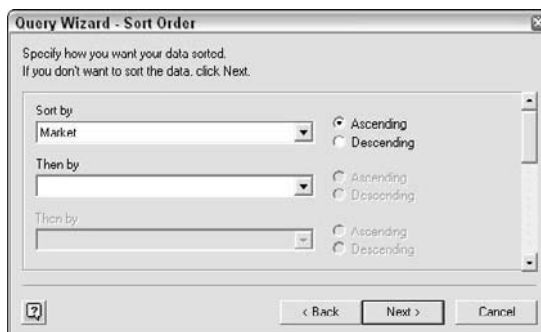 Query Wizard - Sort Order
Specify how you want your data sorted.
If you don't want to sort the data, click Next.
Sort by
Market
Ascending
Descending
Then by
Ascending
Descending
Then by
Ascending
Descending
?
< Back
Next >
Cancel